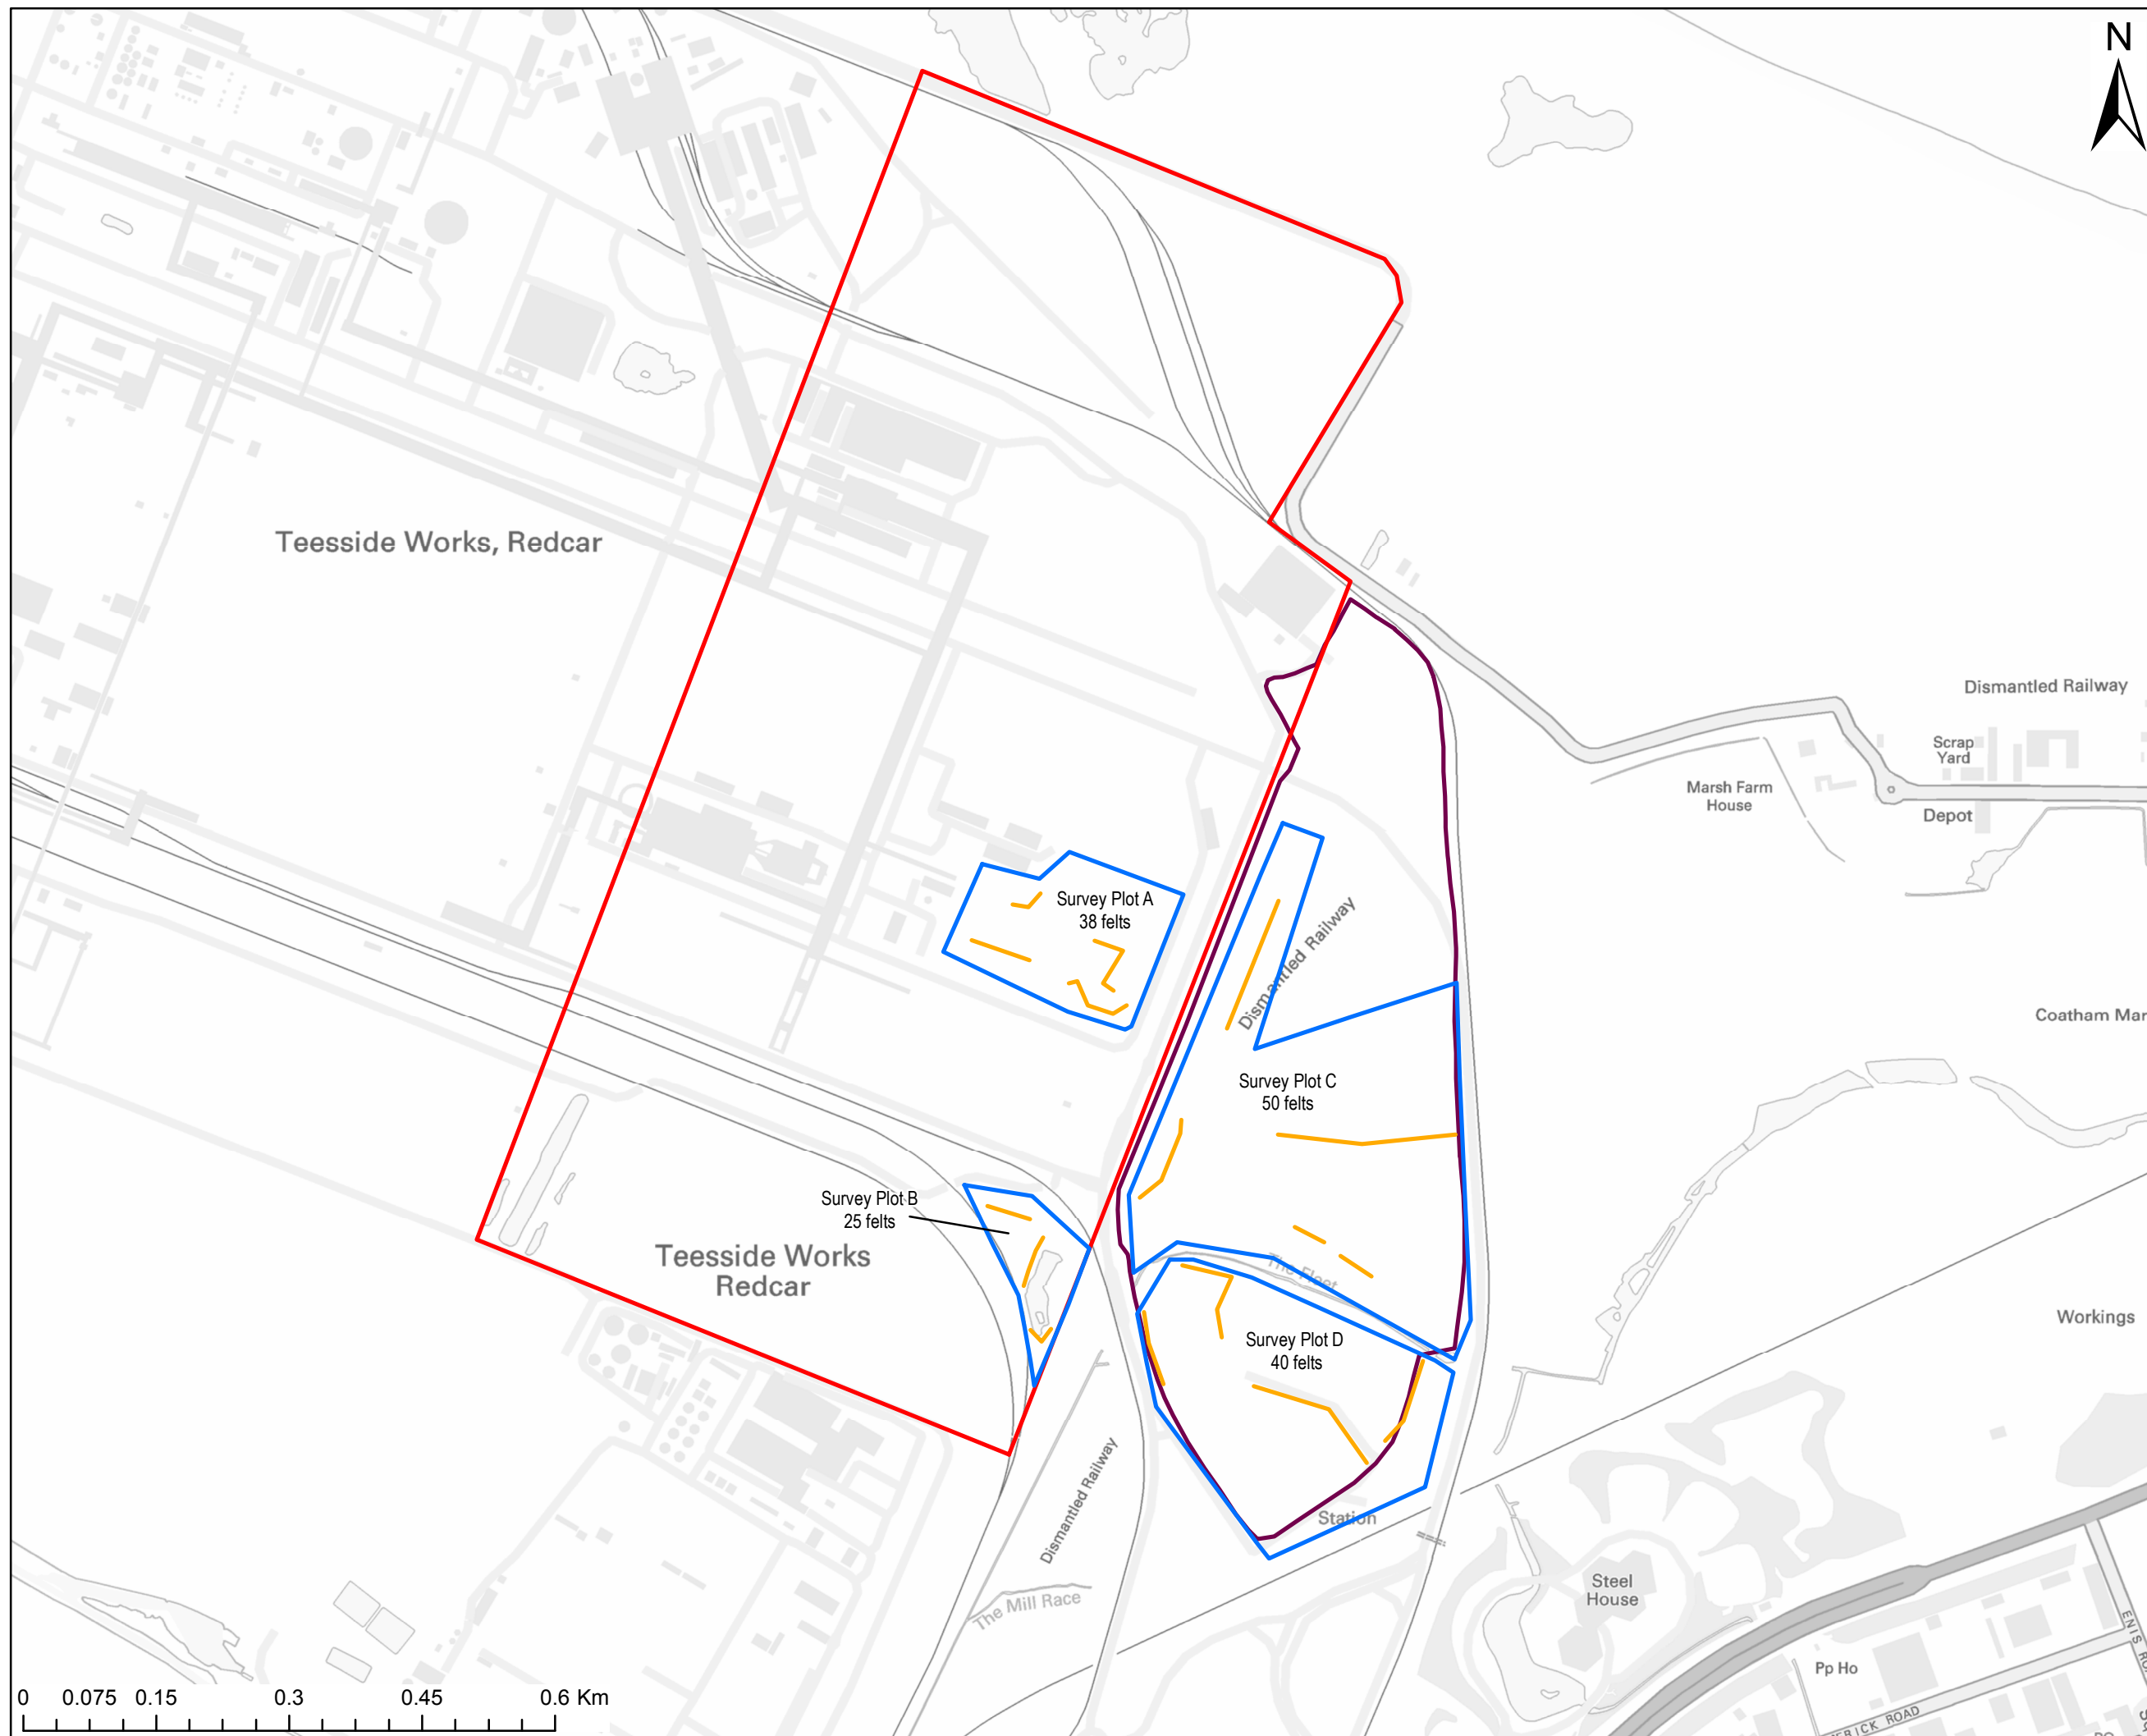 N
Teesside Works, Redcar
Dismantled Railway
Scrap
Yard
Marsh Farm
House
Depot
Survey Plot A
38 felts
Dismantled Railway
Coatham Mar
Survey Plot C
50 felts
Survey Plot B
25 felts
Teesside Works
Redcar
The Fleet
Workings
Survey Plot D
40 felts
Dismantled Railway
Station
Steel
House
The Mill Race
Pp Ho
ERICK ROAD
0 0.075 0.15 0.3 0.45 0.6 Km